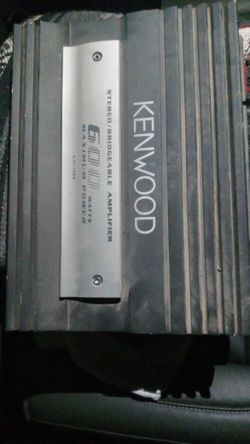 KENWOOD
STEREO/BRIDGEABLE AMPLIFIER
600 WATTS
MAXIMUM POWER